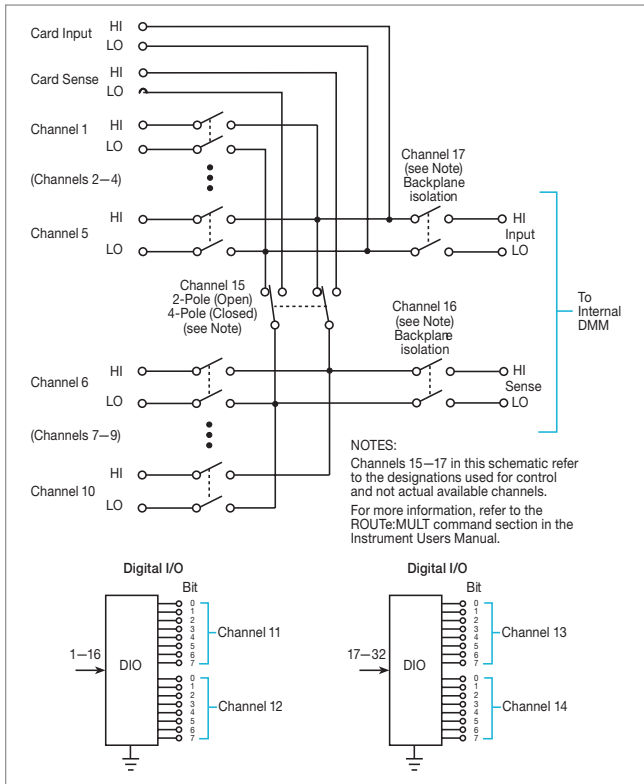 Card Input HI
LO
Card Sense HI
LO
Channel 1 HI
LO
(Channels 2—4)
Channel 5 HI
LO
Channel 17
(see Note)
Backplane
isolation
HI
Input
LO
Channel 15
2-Pole (Open)
4-Pole (Closed)
(see Note)
Channel 16
(see Note)
Backplane
isolation
To
Internal
DMM
Channel 6 HI
LO
HI
Sense
LO
(Channels 7—9)
Channel 10 HI
LO
NOTES:
Channels 15—17 in this schematic refer
to the designations used for control
and not actual available channels.
For more information, refer to the
ROUTe:MULT command section in the
Instrument Users Manual.
Digital I/O
Bit
1—16
DIO
0
1
2
3
4
5
6
7
Channel 11
0
1
2
3
4
5
6
7
Channel 12
Digital I/O
Bit
17—32
DIO
0
1
2
3
4
5
6
7
Channel 13
0
1
2
3
4
5
6
7
Channel 14